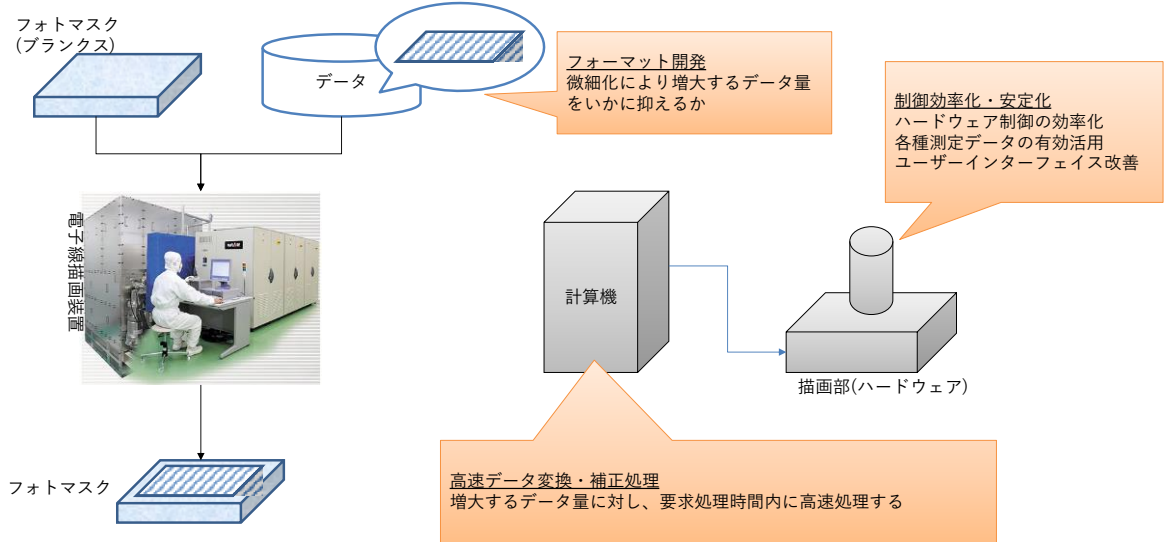 フォトマスク
(ブランクス)
データ
フォーマット開発
微細化により増大するデータ量
をいかに抑えるか
制御効率化・安定化
ハードウェア制御の効率化
各種測定データの有効活用
ユーザーインターフェイス改善
電子線描画装置
計算機
描画部(ハードウェア)
フォトマスク
高速データ変換・補正処理
増大するデータ量に対し、要求処理時間内に高速処理する